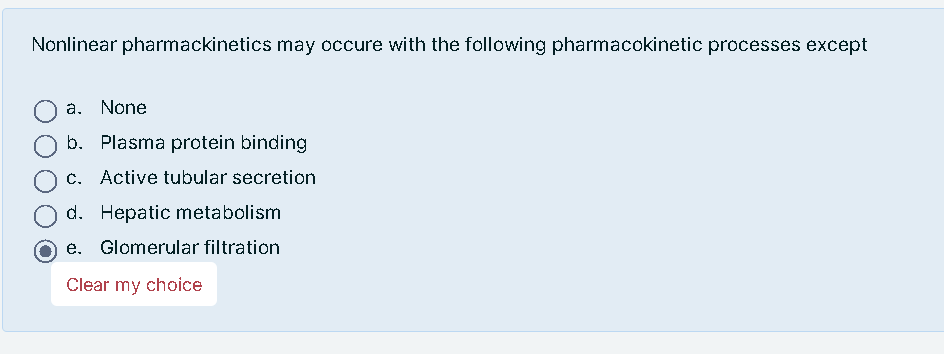 Nonlinear pharmackinetics may occure with the following pharmacokinetic processes except
a. None
b. Plasma protein binding
c. Active tubular secretion
d. Hepatic metabolism
e. Glomerular filtration
Clear my choice